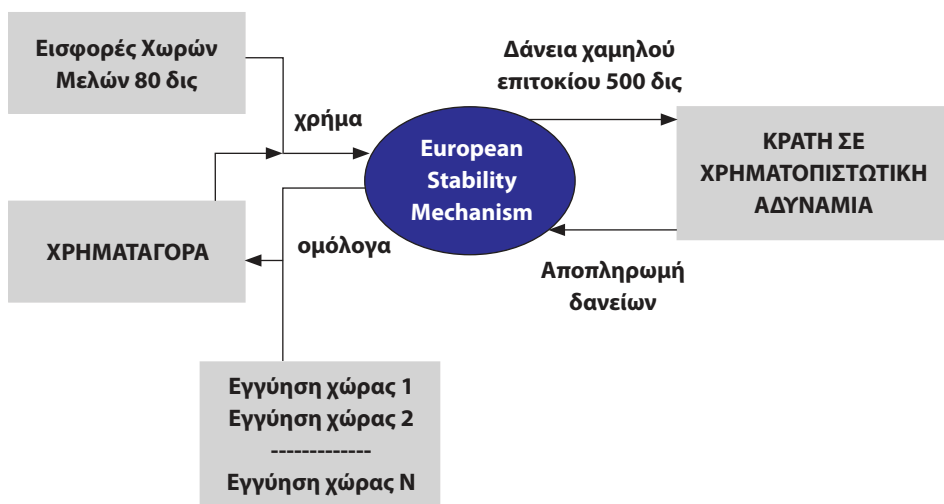 Εισφορές Χωρών
Μελών 80 δις
χρήμα
Δάνεια χαμηλού
επιτοκίου 500 δις
European
Stability
Mechanism
ΚΡΑΤΗ ΣΕ
ΧΡΗΜΑΤΟΠΙΣΤΩΤΙΚΗ
ΑΔΥΝΑΜΙΑ
ΧΡΗΜΑΤΑΓΟΡΑ
ομόλογα
Αποπληρωμή
δανείων
Εγγύηση χώρας 1
Εγγύηση χώρας 2
-------------
Εγγύηση χώρας Ν